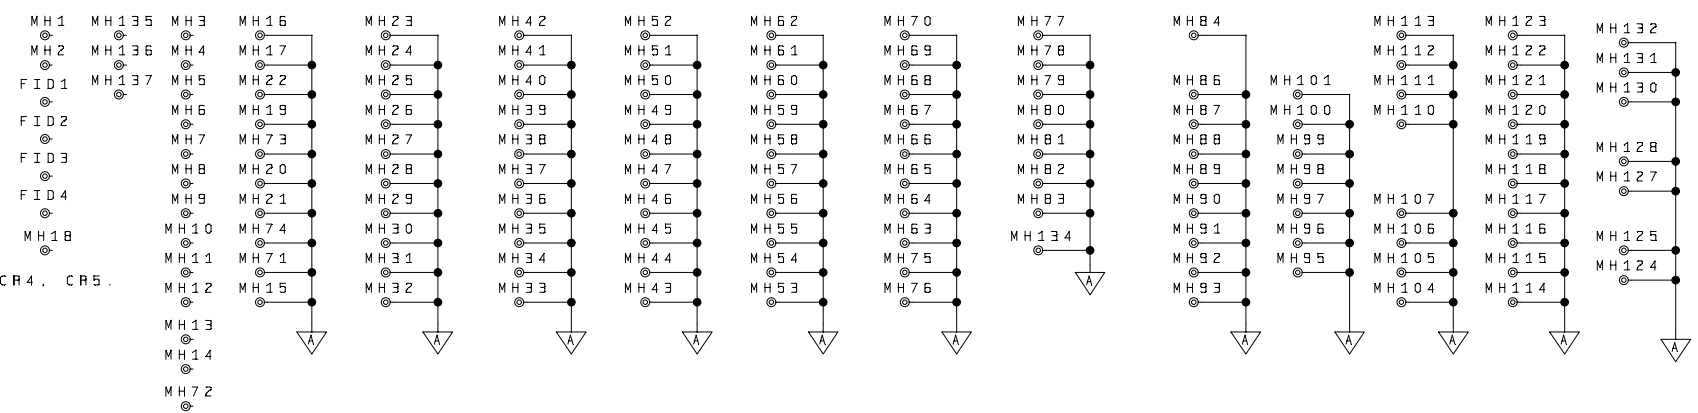 MH1 MH135 MH3 MH16 MH23 MH42 MH52 MH62 MH70 MH77 MH84 MH113 MH123
MH132
MH2 MH136 MH4 MH17 MH24 MH41 MH51 MH61 MH69 MH78 MH112 MH122
MH131
FID1 MH137 MH5 MH22 MH25 MH40 MH50 MH60 MH68 MH79 MH86 MH101 MH111 MH121
MH130
MH6 MH19 MH26 MH39 MH49 MH59 MH67 MH80 MH87 MH100 MH110 MH120
FID2
MH7 MH73 MH27 MH38 MH48 MH58 MH66 MH81 MH88 MH99 MH119
MH128
FID3
MH8 MH20 MH28 MH37 MH47 MH57 MH65 MH82 MH89 MH98 MH118
MH127
FID4 MH9 MH21 MH29 MH36 MH46 MH56 MH64 MH83 MH90 MH97 MH107 MH117
MH10 MH74 MH30 MH35 MH45 MH55 MH63 MH91 MH96 MH106 MH116
MH18 MH134 MH125
MH11 MH71 MH31 MH34 MH44 MH54 MH75 MH92 MH95 MH105 MH115
MH124
CR4, CR5.
A
MH12 MH15 MH32 MH33 MH43 MH53 MH76 MH93 MH104 MH114
MH13
A A A A A A A A A A
A
MH14
MH72